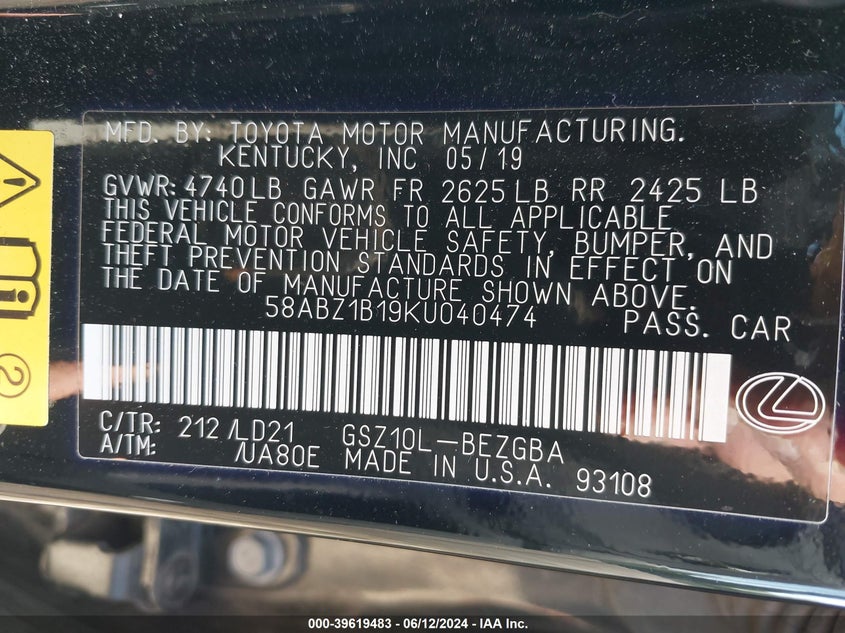 MFD. BY: TOYOTA MOTOR MANUFACTURING.
KENTUCKY, INC 05/19
GVWR: 4740LB GAWR FR 2625LB RR 2425 LB
THIS VEHICLE CONFORMS TO ALL APPLICABLE
FEDERAL MOTOR VEHICLE SAFETY, BUMPER, AND
THEFT PREVENTION STANDARDS IN EFFECT ON
THE DATE OF MANUFACTURE SHOWN ABOVE.
58ABZ1B19KU040474 PASS. CAR
C/TR: 212 /LD21 GSZ10L-BEZGBA
A/TM: /UA80E MADE IN U.S.A. 93108
2
000-39619483 - 06/12/2024 - IAA Inc.